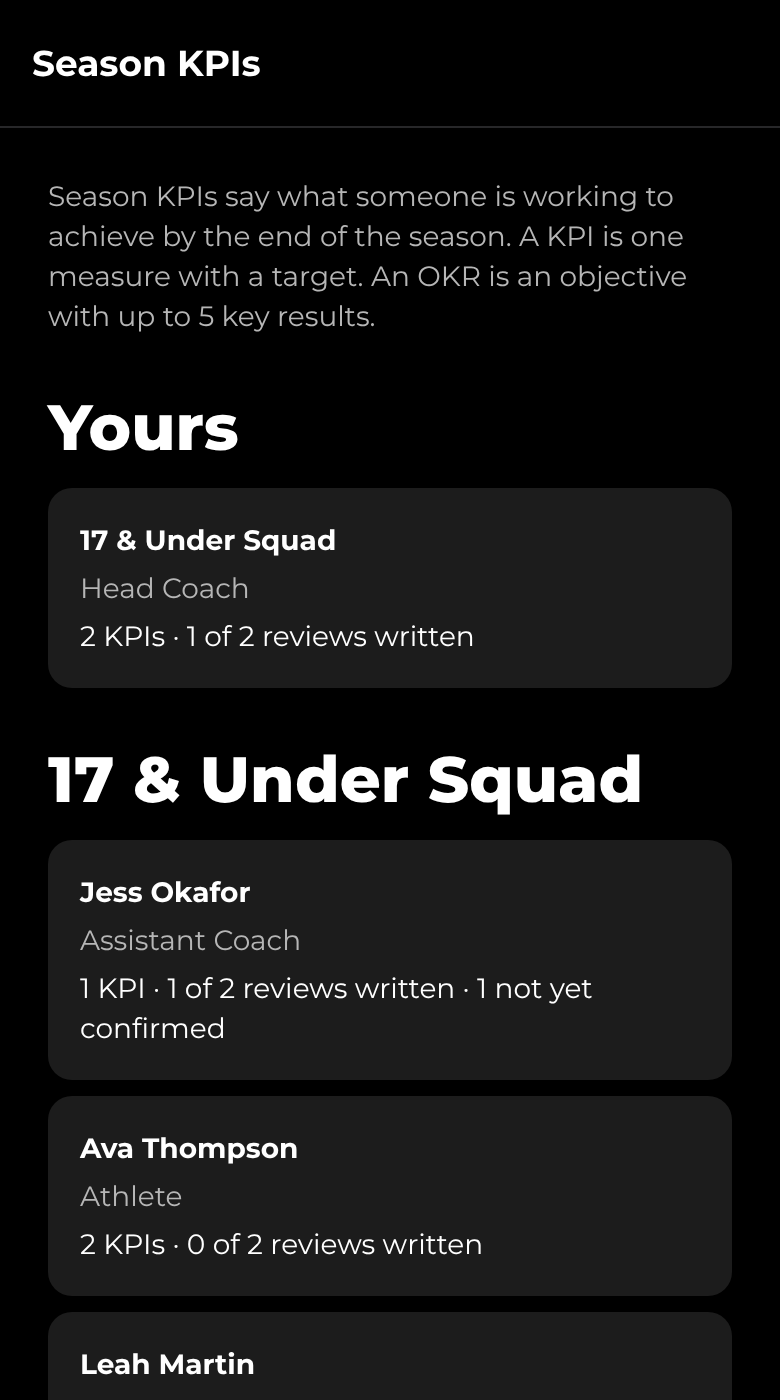 Season KPIs
Season KPIs say what someone is working to
achieve by the end of the season. A KPI is one
measure with a target. An OKR is an objective
with up to 5 key results.
Yours
17 & Under Squad
Head Coach
2 KPIs · 1 of 2 reviews written
17 & Under Squad
Jess Okafor
Assistant Coach
1 KPI · 1 of 2 reviews written · 1 not yet
confirmed
Ava Thompson
Athlete
2 KPIs · 0 of 2 reviews written
Leah Martin